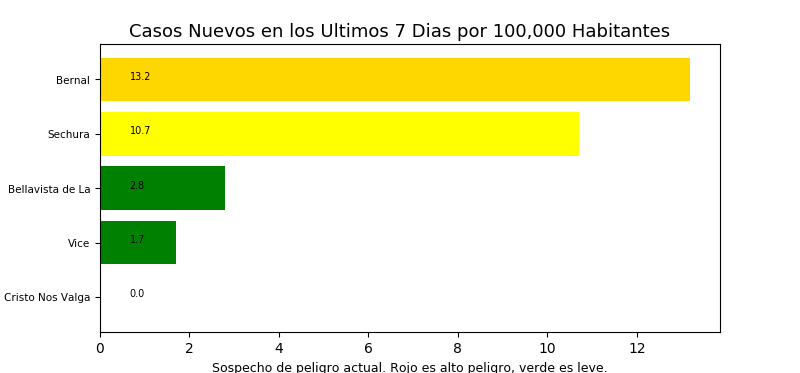 Casos Nuevos en los Ultimos 7 Dias por 100,000 Habitantes
Bernal
13.2
Sechura
10.7
Bellavista de La
2.8
Vice
1.7
Cristo Nos Valga
0.0
0 2 4 6 8 10 12
Sospecho de peligro actual. Rojo es alto peligro, verde es leve.